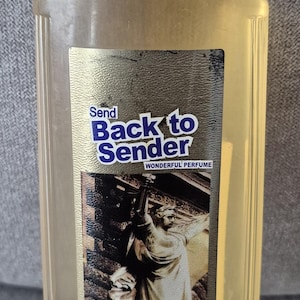 Send
Back to
Sender
WONDERFUL PERFUME